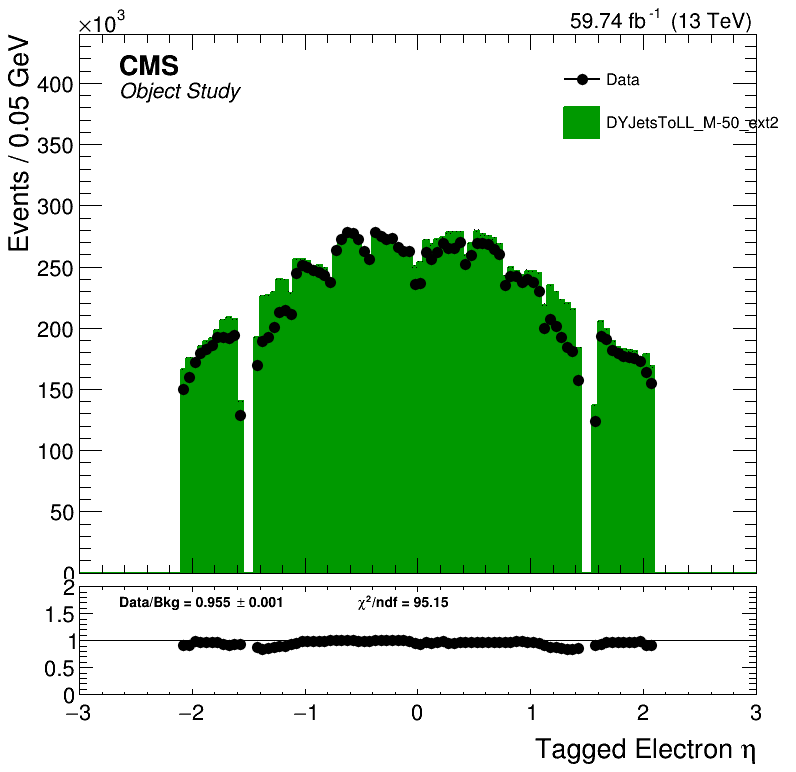 ×10³
59.74 fb⁻¹ (13 TeV)
Events / 0.05 GeV
CMS
Object Study
Data
DYJetsToLL_M-50_ext2
400
350
300
250
200
150
100
50
0
2
1.5
1
0.5
0
Data/Bkg = 0.955 ± 0.001
χ²/ndf = 95.15
−3 −2 −1 0 1 2 3
Tagged Electron η